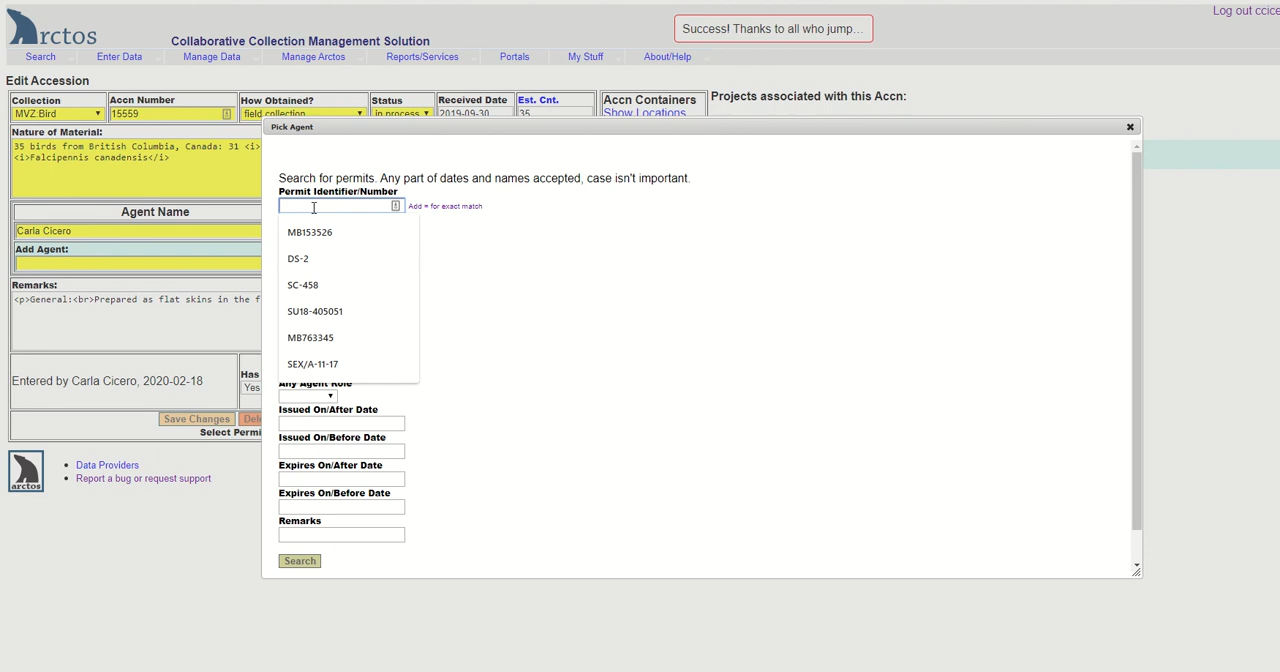 Log out ccice
arctos
Collaborative Collection Management Solution
Success! Thanks to all who jump...
Search
Enter Data
Manage Data
Manage Arctos
Reports/Services
Portals
My Stuff
About/Help
Edit Accession
Collection
Accn Number
How Obtained?
Status
Received Date
Est. Cnt.
MVZ:Bird
15559
field collection
in process
2019-09-30
35
Accn Containers
Show Locations
Projects associated with this Accn:
Nature of Material:
35 birds from British Columbia, Canada: 31 <i>
<i>Falcipennis canadensis</i>
Agent Name
Carla Cicero
Add Agent:
Remarks:
<p>General:<br>Prepared as flat skins in the f
Entered by Carla Cicero, 2020-02-18
Has
Yes
Save Changes
Dele
Select Permi
arctos
Data Providers
Report a bug or request support
Pick Agent
Search for permits. Any part of dates and names accepted, case isn't important.
Permit Identifier/Number
Add = for exact match
MB153526
DS-2
SC-458
SU18-405051
MB763345
SEX/A-11-17
Any Agent Role
Issued On/After Date
Issued On/Before Date
Expires On/After Date
Expires On/Before Date
Remarks
Search